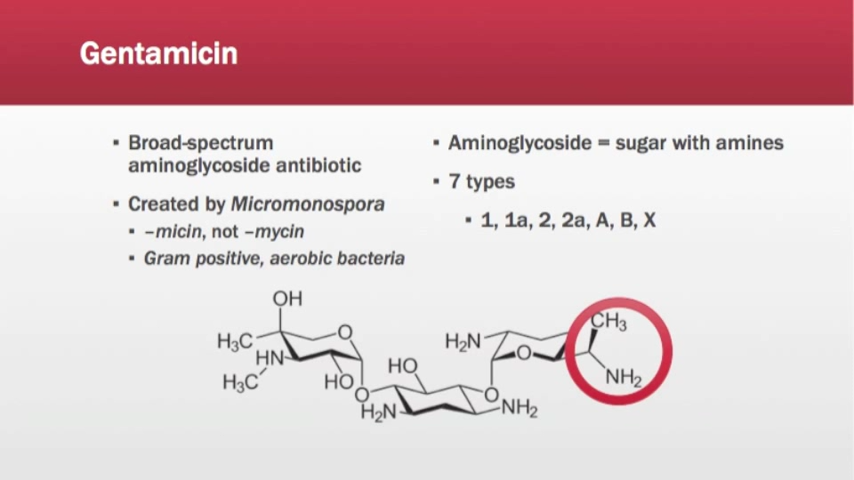 Gentamicin
Broad-spectrum
aminoglycoside antibiotic
Created by Micromonospora
–micin, not –mycin
Gram positive, aerobic bacteria
Aminoglycoside = sugar with amines
7 types
1, 1a, 2, 2a, A, B, X
OH
H₃C
HN
H₃C
O
HO
O
HO
H₂N
O
NH₂
H₂N
O
CH₃
NH₂